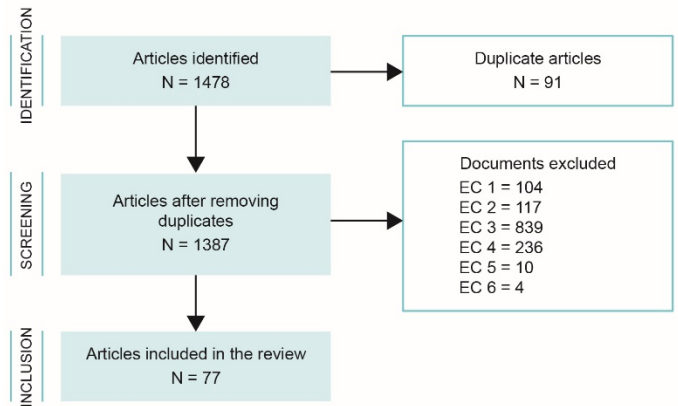 IDENTIFICATION
Articles identified
N = 1478
Duplicate articles
N = 91
SCREENING
Articles after removing
duplicates
N = 1387
Documents excluded
EC 1 = 104
EC 2 = 117
EC 3 = 839
EC 4 = 236
EC 5 = 10
EC 6 = 4
INCLUSION
Articles included in the review
N = 77